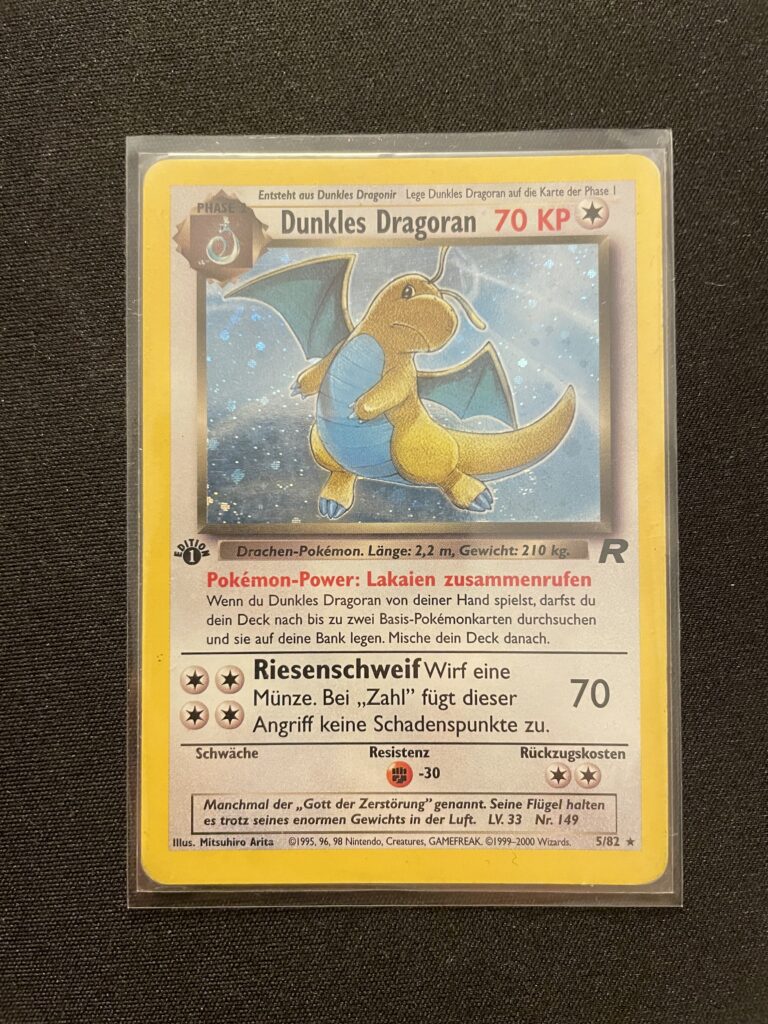 Entsteht aus Dunkles Dragonir Lege Dunkles Dragoran auf die Karte der Phase 1
PHASE 2
Dunkles Dragoran 70 KP
EDITION
1
Drachen-Pokémon. Länge: 2,2 m, Gewicht: 210 kg.
R
Pokémon-Power: Lakaien zusammenrufen
Wenn du Dunkles Dragoran von deiner Hand spielst, darfst du
dein Deck nach bis zu zwei Basis-Pokémonkarten durchsuchen
und sie auf deine Bank legen. Mische dein Deck danach.
Riesenschweif Wirf eine
Münze. Bei „Zahl" fügt dieser
Angriff keine Schadenspunkte zu.
70
Schwäche Resistenz Rückzugskosten
-30
Manchmal der „Gott der Zerstörung" genannt. Seine Flügel halten
es trotz seines enormen Gewichts in der Luft. LV. 33 Nr. 149
Illus. Mitsuhiro Arita ©1995, 96, 98 Nintendo, Creatures, GAMEFREAK. ©1999-2000 Wizards. 5/82 ★